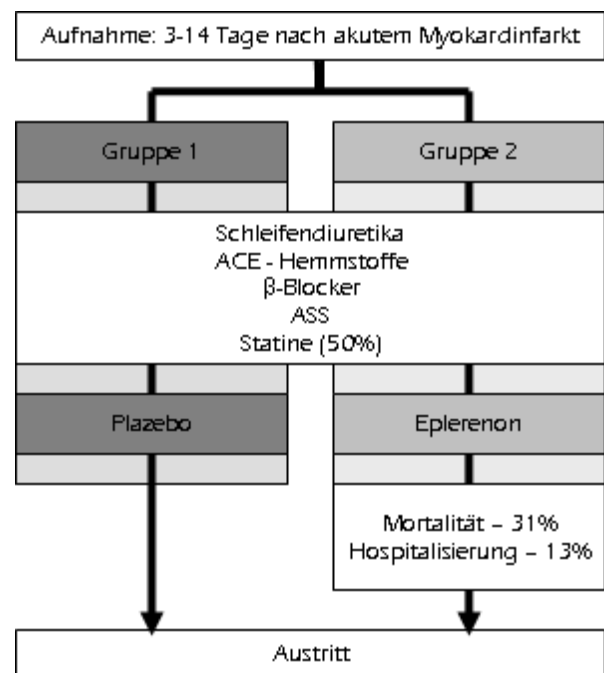 Aufnahme: 3-14 Tage nach akutem Myokardinfarkt
Gruppe 1
Gruppe 2
Schleifendiuretika
ACE - Hemmstoffe
β-Blocker
ASS
Statine (50%)
Plazebo
Eplerenon
Mortalität – 31%
Hospitalisierung – 13%
Austritt